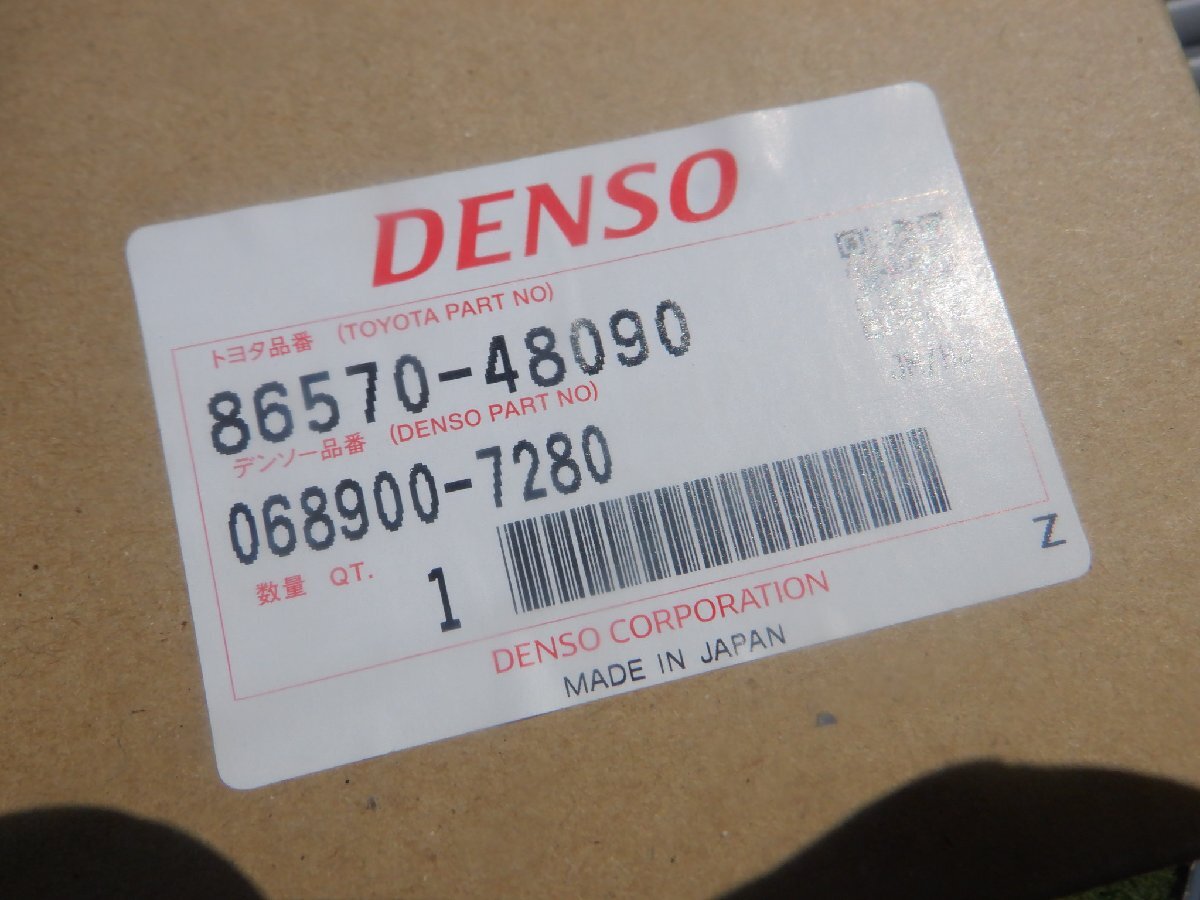 DENSO
トヨタ品番 (TOYOTA PART NO)
86570-48090
デンソー品番 (DENSO PART NO)
068900-7280
数量 QT. 1
Z
DENSO CORPORATION
MADE IN JAPAN